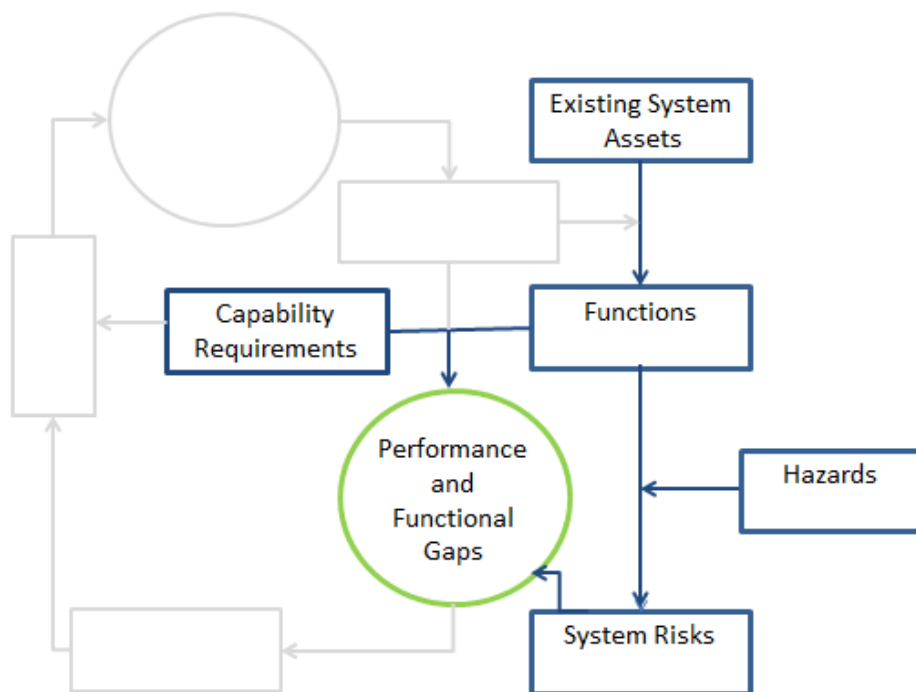 Existing System
Assets
Capability
Requirements
Functions
Performance
and
Functional
Gaps
Hazards
System Risks